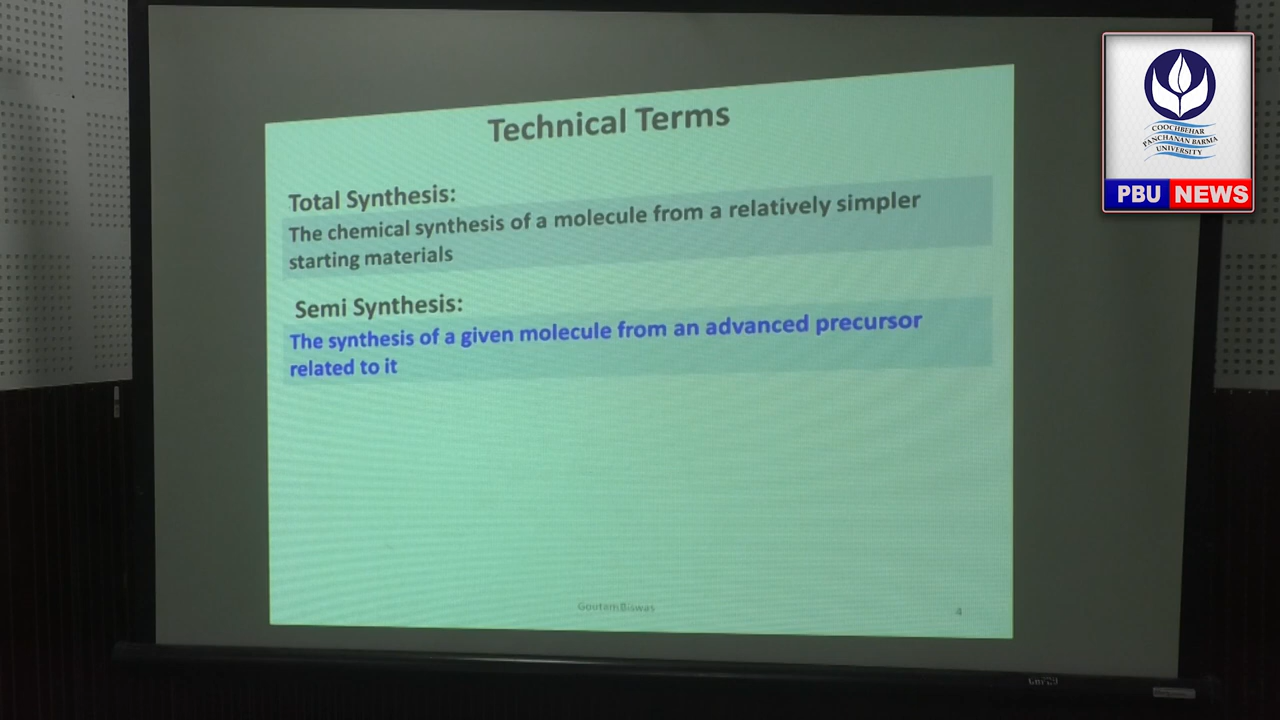 Technical Terms
Total Synthesis:
The chemical synthesis of a molecule from a relatively simpler
starting materials
Semi Synthesis:
The synthesis of a given molecule from an advanced precursor
related to it
Goutam Biswas
4
COOCHBEHAR
PANCHANAN BARMA
UNIVERSITY
PBU NEWS